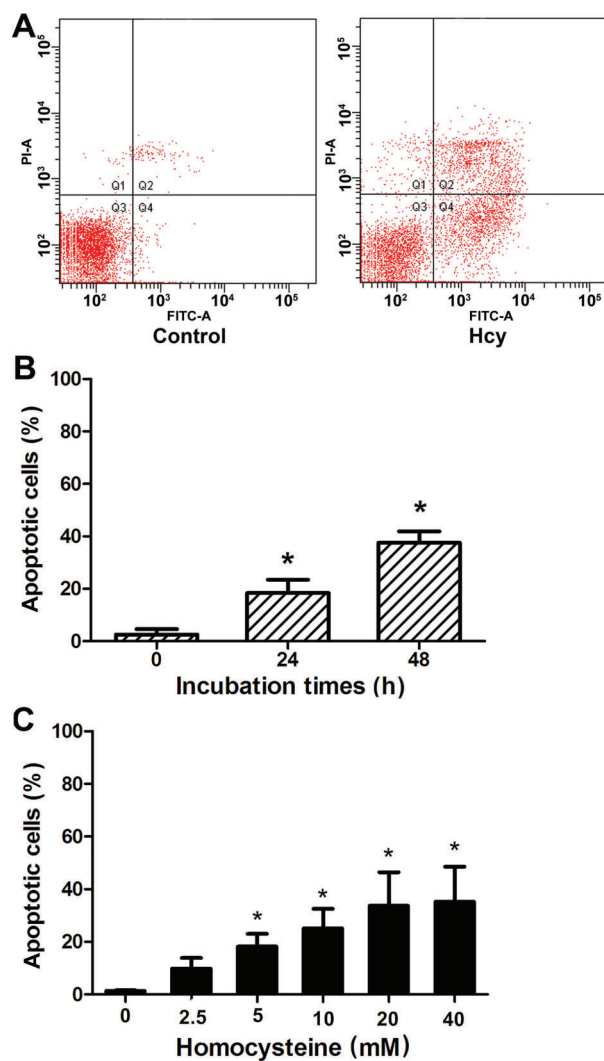 A
PI-A
10^5
10^4
10^3
10^2
Q1 Q2
Q3 Q4
10^2 10^3 10^4 10^5
FITC-A
Control
PI-A
10^5
10^4
10^3
10^2
Q1 Q2
Q3 Q4
10^2 10^3 10^4 10^5
FITC-A
Hcy
B
Apoptotic cells (%)
100
80
60
40
20
0
* *
0 24 48
Incubation times (h)
C
Apoptotic cells (%)
100
80
60
40
20
0
* * * *
0 2.5 5 10 20 40
Homocysteine (mM)